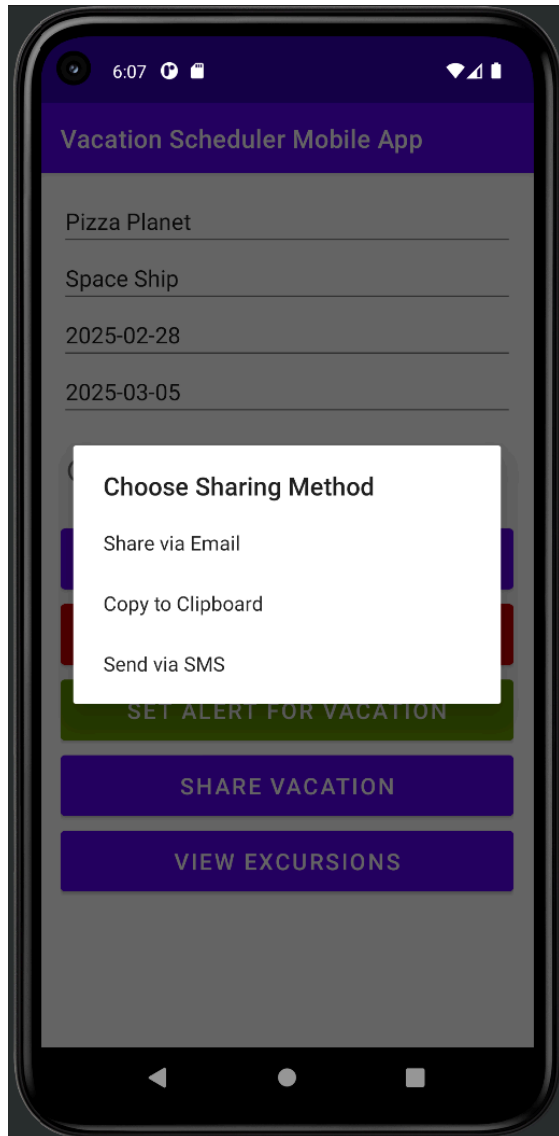 6:07
Vacation Scheduler Mobile App
Pizza Planet
Space Ship
2025-02-28
2025-03-05
Choose Sharing Method
Share via Email
Copy to Clipboard
Send via SMS
SET ALERT FOR VACATION
SHARE VACATION
VIEW EXCURSIONS